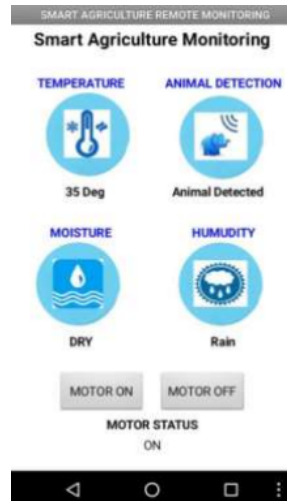 SMART AGRICULTURE REMOTE MONITORING
Smart Agriculture Monitoring
TEMPERATURE
ANIMAL DETECTION
35 Deg
Animal Detected
MOISTURE
HUMUDITY
DRY
Rain
MOTOR ON
MOTOR OFF
MOTOR STATUS
ON